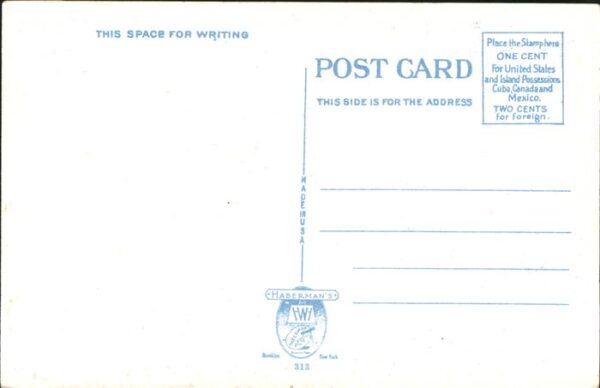 THIS SPACE FOR WRITING
POST CARD
THIS SIDE IS FOR THE ADDRESS
Place the Stamp here
ONE CENT
For United States
and Island Possessions
Cuba, Canada and
Mexico.
TWO CENTS
for foreign.
MADE IN USA
HABERMAN'S
Brooklyn New York
313